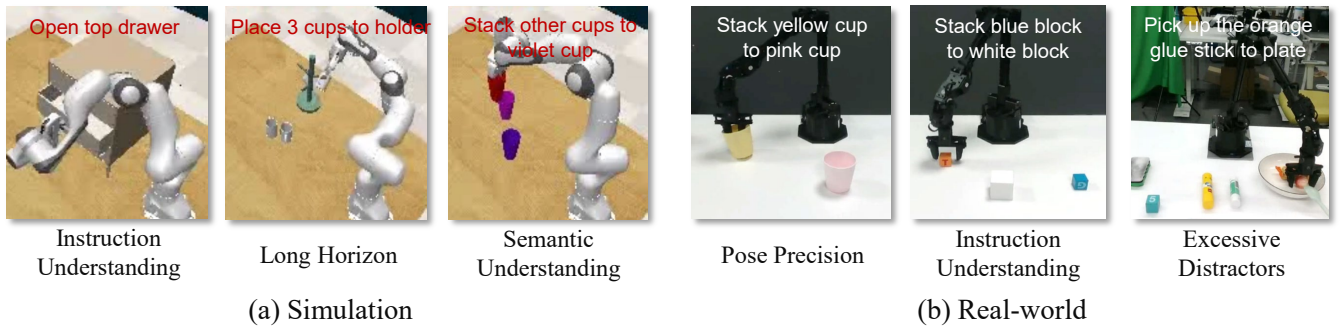 Open top drawer
Place 3 cups to holder
Stack other cups to
violet cup
Stack yellow cup
to pink cup
Stack blue block
to white block
Pick up the orange
glue stick to plate
Instruction
Understanding
Long Horizon
Semantic
Understanding
Pose Precision
Instruction
Understanding
Excessive
Distractors
(a) Simulation
(b) Real-world